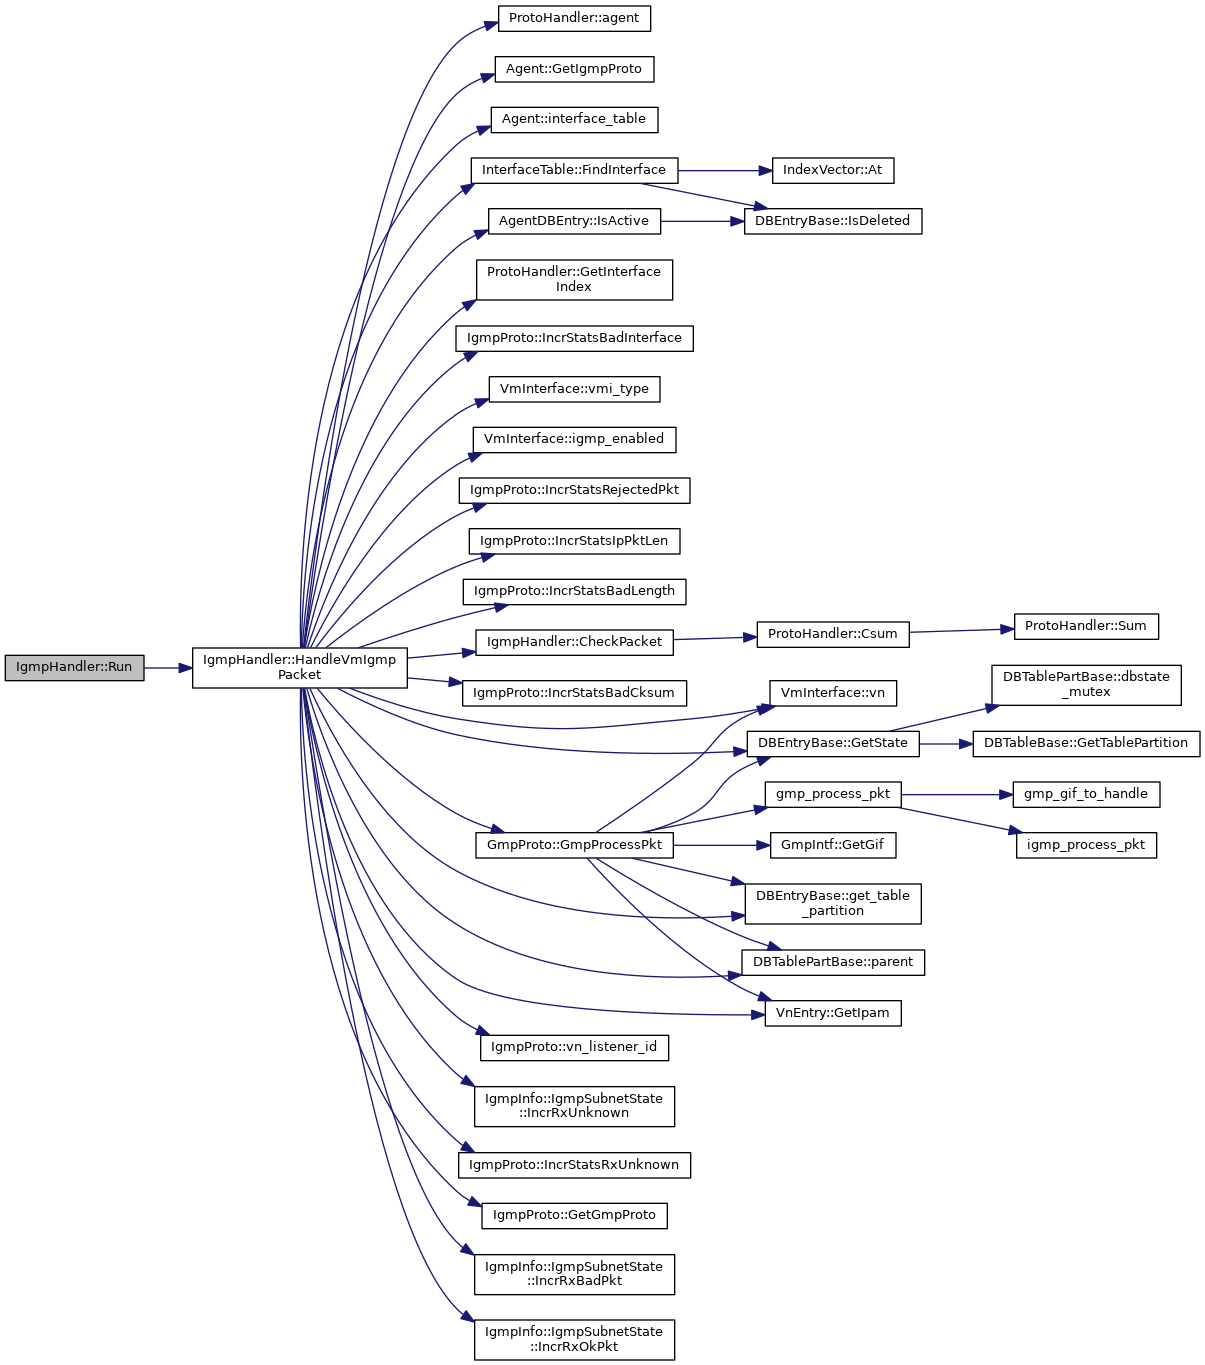 ProtoHandler::agent
Agent::GetIgmpProto
Agent::interface_table
InterfaceTable::FindInterface
IndexVector::At
AgentDBEntry::IsActive
DBEntryBase::IsDeleted
ProtoHandler::GetInterface
Index
IgmpProto::IncrStatsBadInterface
VmInterface::vmi_type
VmInterface::igmp_enabled
IgmpProto::IncrStatsRejectedPkt
IgmpProto::IncrStatsIpPktLen
IgmpProto::IncrStatsBadLength
IgmpHandler::CheckPacket
ProtoHandler::Csum
ProtoHandler::Sum
IgmpHandler::Run
IgmpHandler::HandleVmIgmp
Packet
IgmpProto::IncrStatsBadCksum
VmInterface::vn
DBTablePartBase::dbstate
_mutex
DBEntryBase::GetState
DBTableBase::GetTablePartition
gmp_process_pkt
gmp_gif_to_handle
GmpProto::GmpProcessPkt
GmpIntf::GetGif
igmp_process_pkt
DBEntryBase::get_table
_partition
DBTablePartBase::parent
VnEntry::GetIpam
IgmpProto::vn_listener_id
IgmpInfo::IgmpSubnetState
::IncrRxUnknown
IgmpProto::IncrStatsRxUnknown
IgmpProto::GetGmpProto
IgmpInfo::IgmpSubnetState
::IncrRxBadPkt
IgmpInfo::IgmpSubnetState
::IncrRxOkPkt